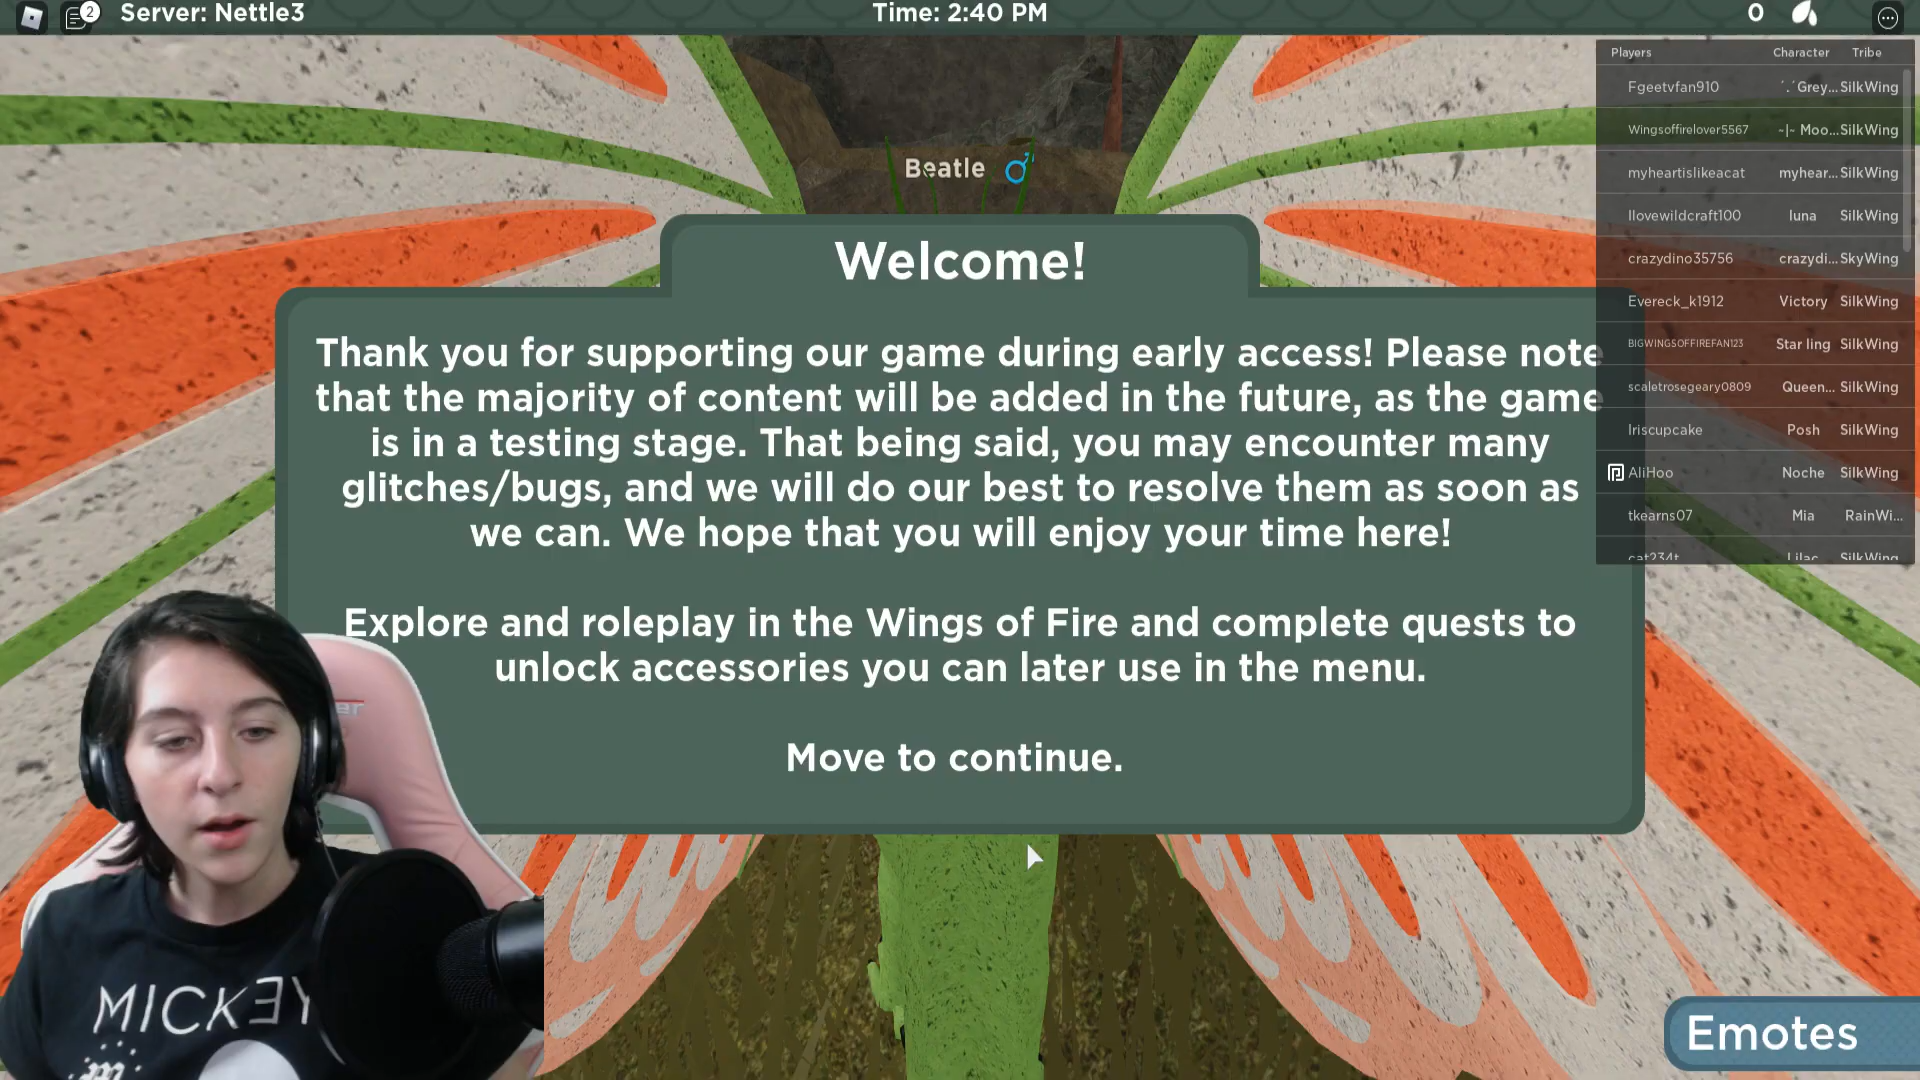 2
Server: Nettle3
Time: 2:40 PM
0
Players Character Tribe
Fgeetvfan910 ´.´Grey... SilkWing
Wingsoffirelover5567 ~|~ Moo... SilkWing
myheartislikeacat myhear... SilkWing
Ilovewildcraft100 luna SilkWing
crazydino35756 crazydi... SkyWing
Evereck_k1912 Victory SilkWing
BIGWINGSOFFIREFAN123 Star ling SilkWing
scaletrosegeary0809 Queen... SilkWing
Iriscupcake Posh SilkWing
AliHoo Noche SilkWing
tkearns07 Mia RainWi...
cat234t Lilac SilkWing
Beatle
Welcome!
Thank you for supporting our game during early access! Please note
that the majority of content will be added in the future, as the game
is in a testing stage. That being said, you may encounter many
glitches/bugs, and we will do our best to resolve them as soon as
we can. We hope that you will enjoy your time here!
Explore and roleplay in the Wings of Fire and complete quests to
unlock accessories you can later use in the menu.
Move to continue.
MICKEY
Emotes